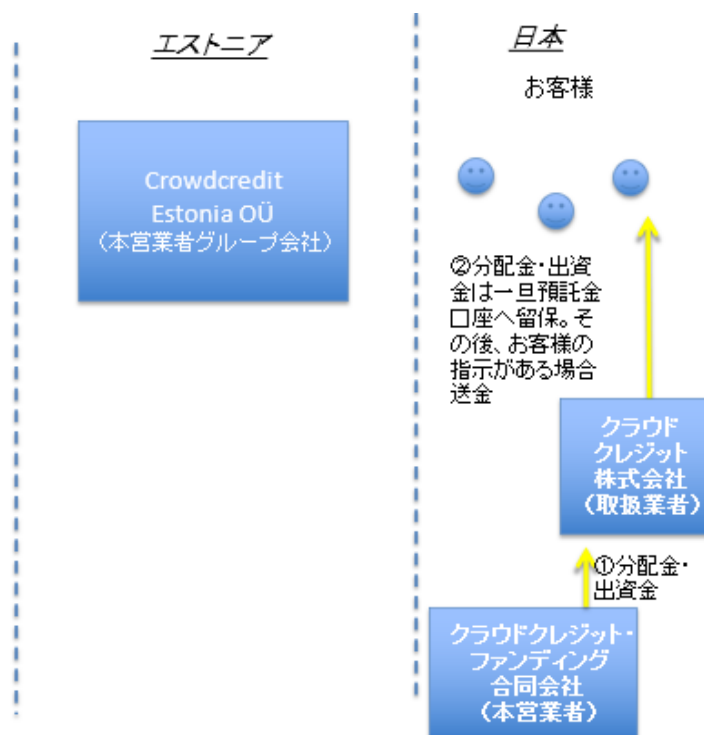 エストニア
日本
お客様
Crowdcredit
Estonia OÜ
（本営業者グループ会社）
②分配金・出資
金は一旦預託金
口座へ留保。そ
の後、お客様の
指示がある場合
送金
クラウド
クレジット
株式会社
（取扱業者）
①分配金・
出資金
クラウドクレジット・
ファンディング
合同会社
（本営業者）